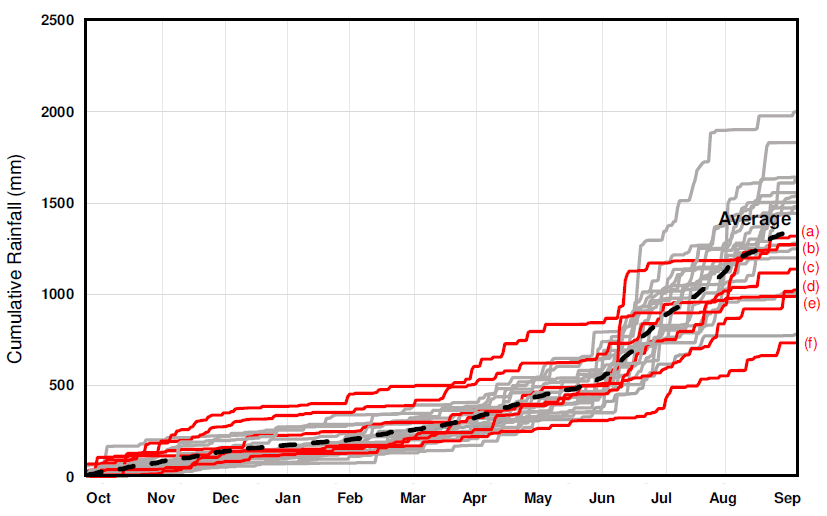 2500
2000
1500
1000
500
0
Cumulative Rainfall (mm)
Average
(a)
(b)
(c)
(d)
(e)
(f)
Oct Nov Dec Jan Feb Mar Apr May Jun Jul Aug Sep